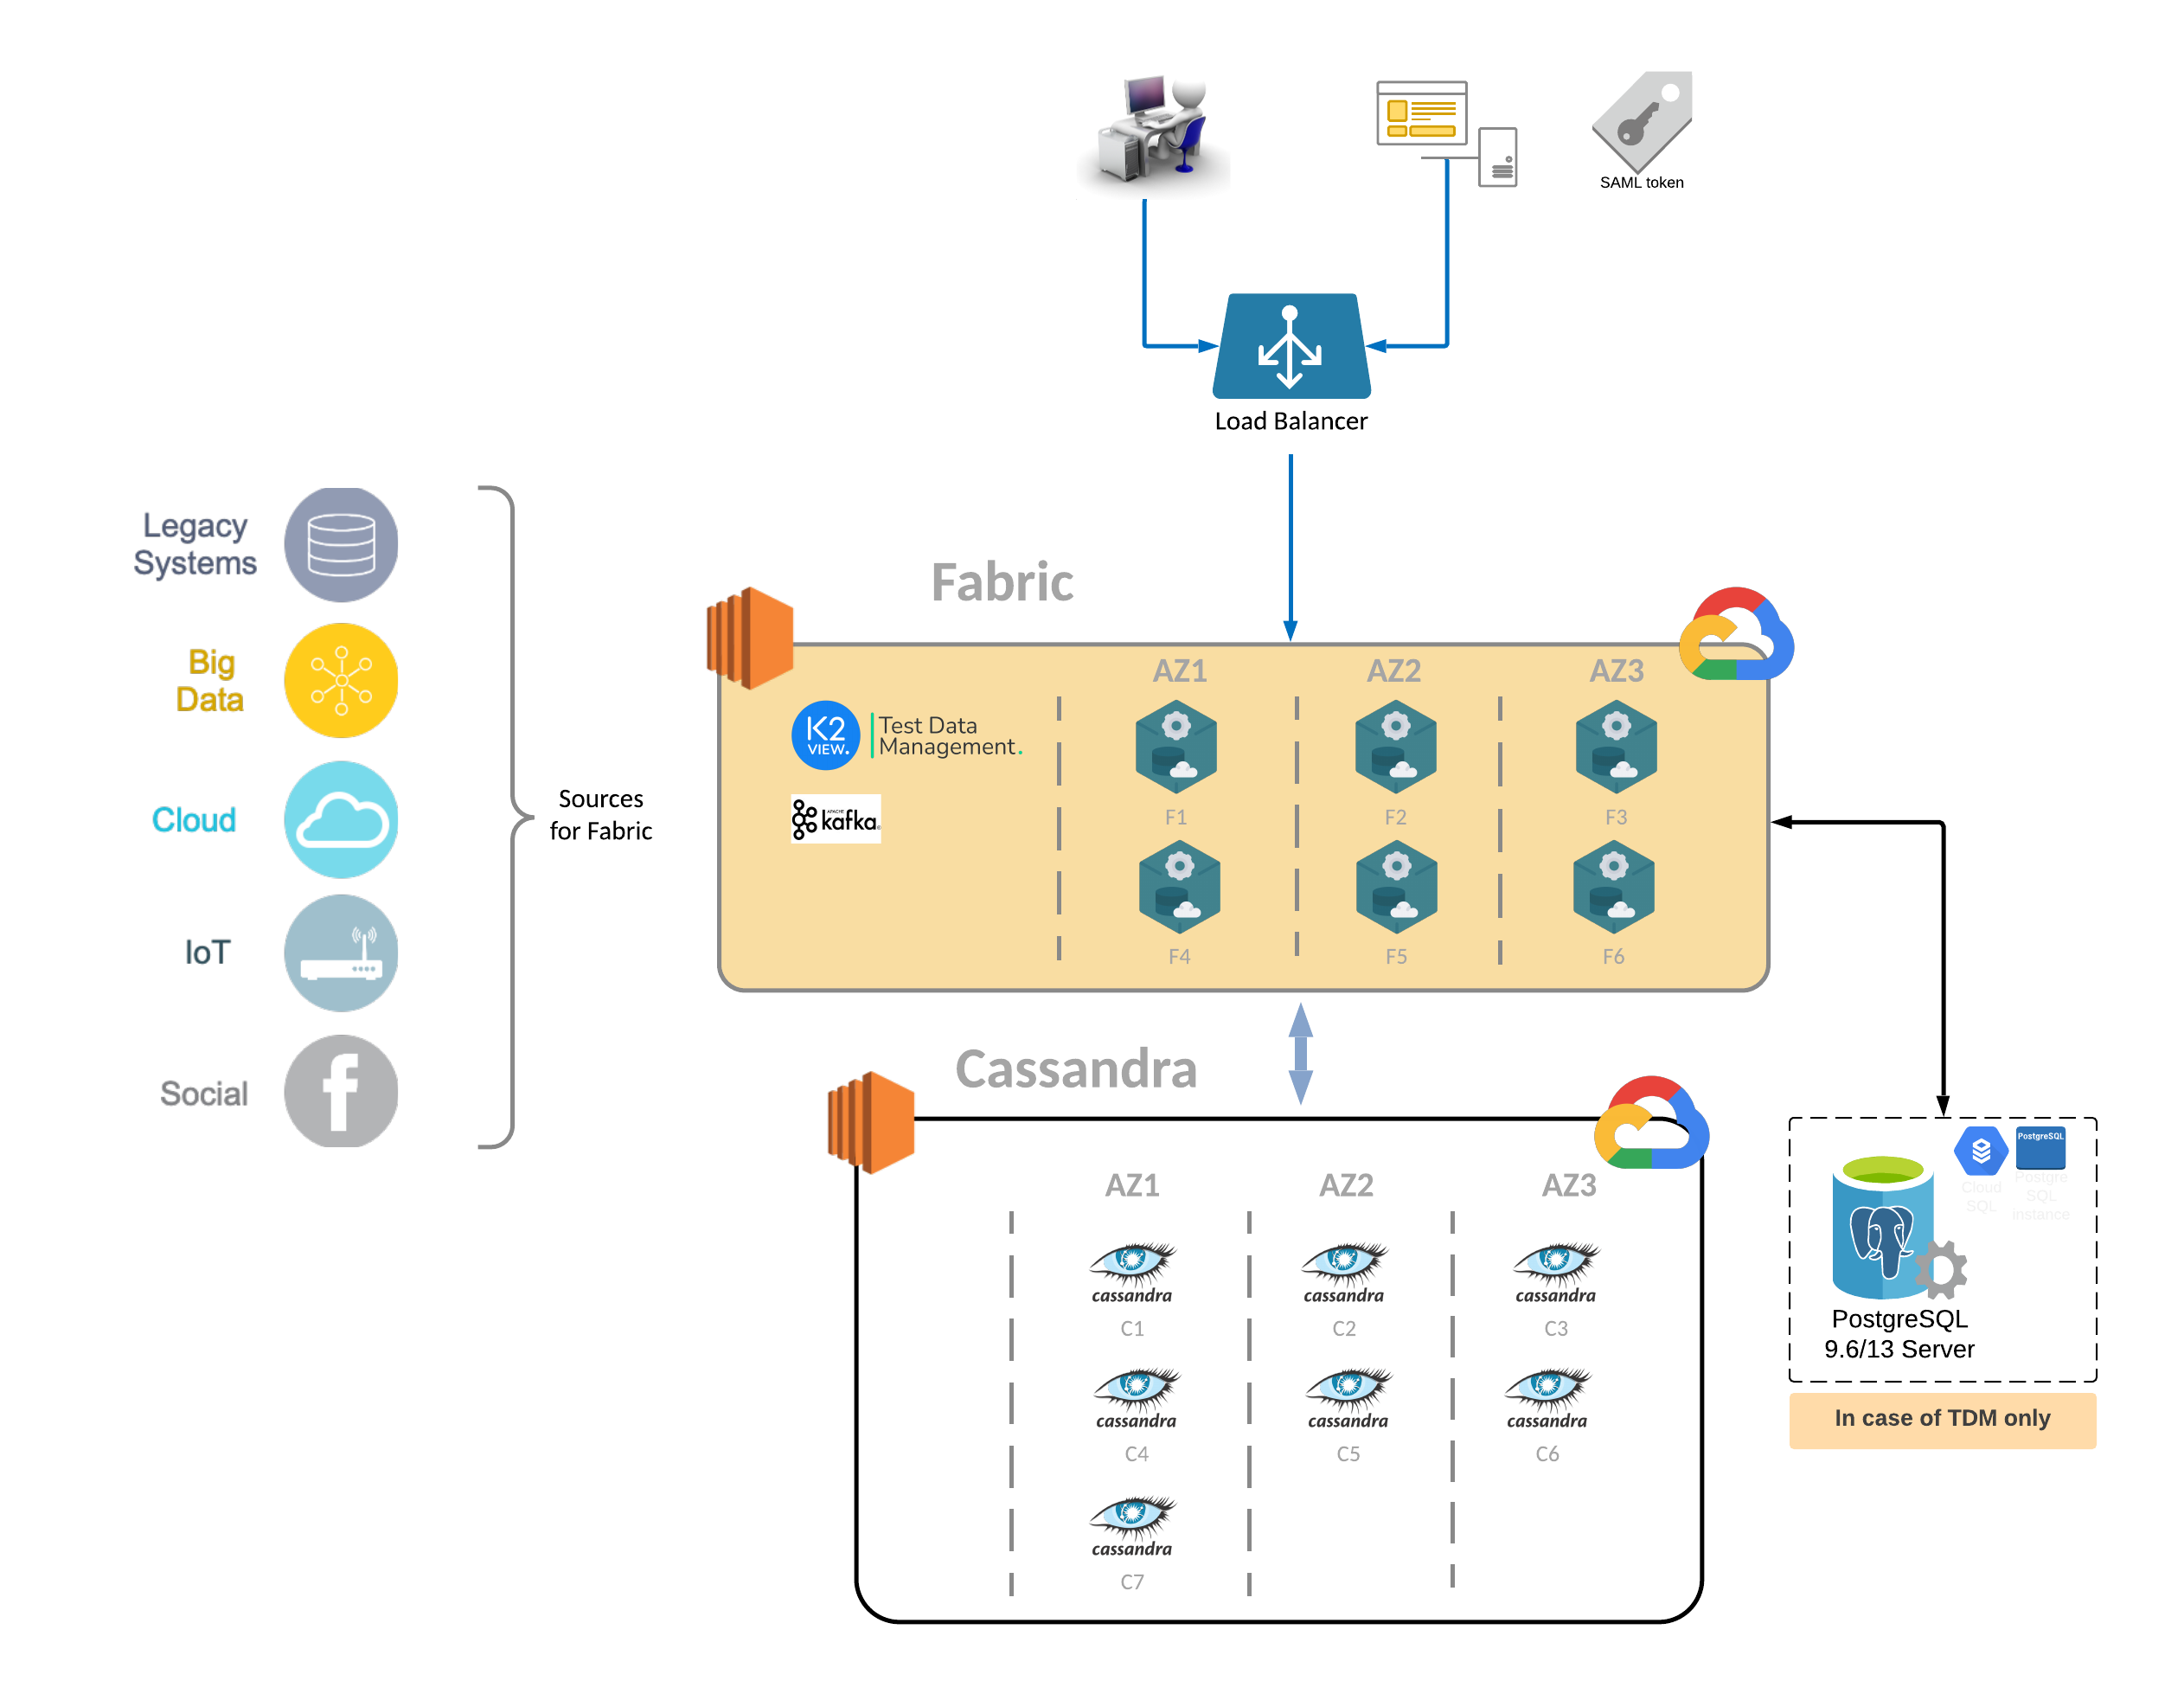 SAML token
Load Balancer
Legacy
Systems
Big
Data
Cloud
IoT
Social
Sources
for Fabric
Fabric
AZ1
AZ2
AZ3
K2
VIEW.
Test Data
Management.
APACHE
kafka
F1
F2
F3
F4
F5
F6
Cassandra
AZ1
AZ2
AZ3
cassandra
C1
cassandra
C2
cassandra
C3
cassandra
C4
cassandra
C5
cassandra
C6
cassandra
C7
PostgreSQL
Cloud
SQL
Postgre
SQL
instance
PostgreSQL
9.6/13 Server
In case of TDM only